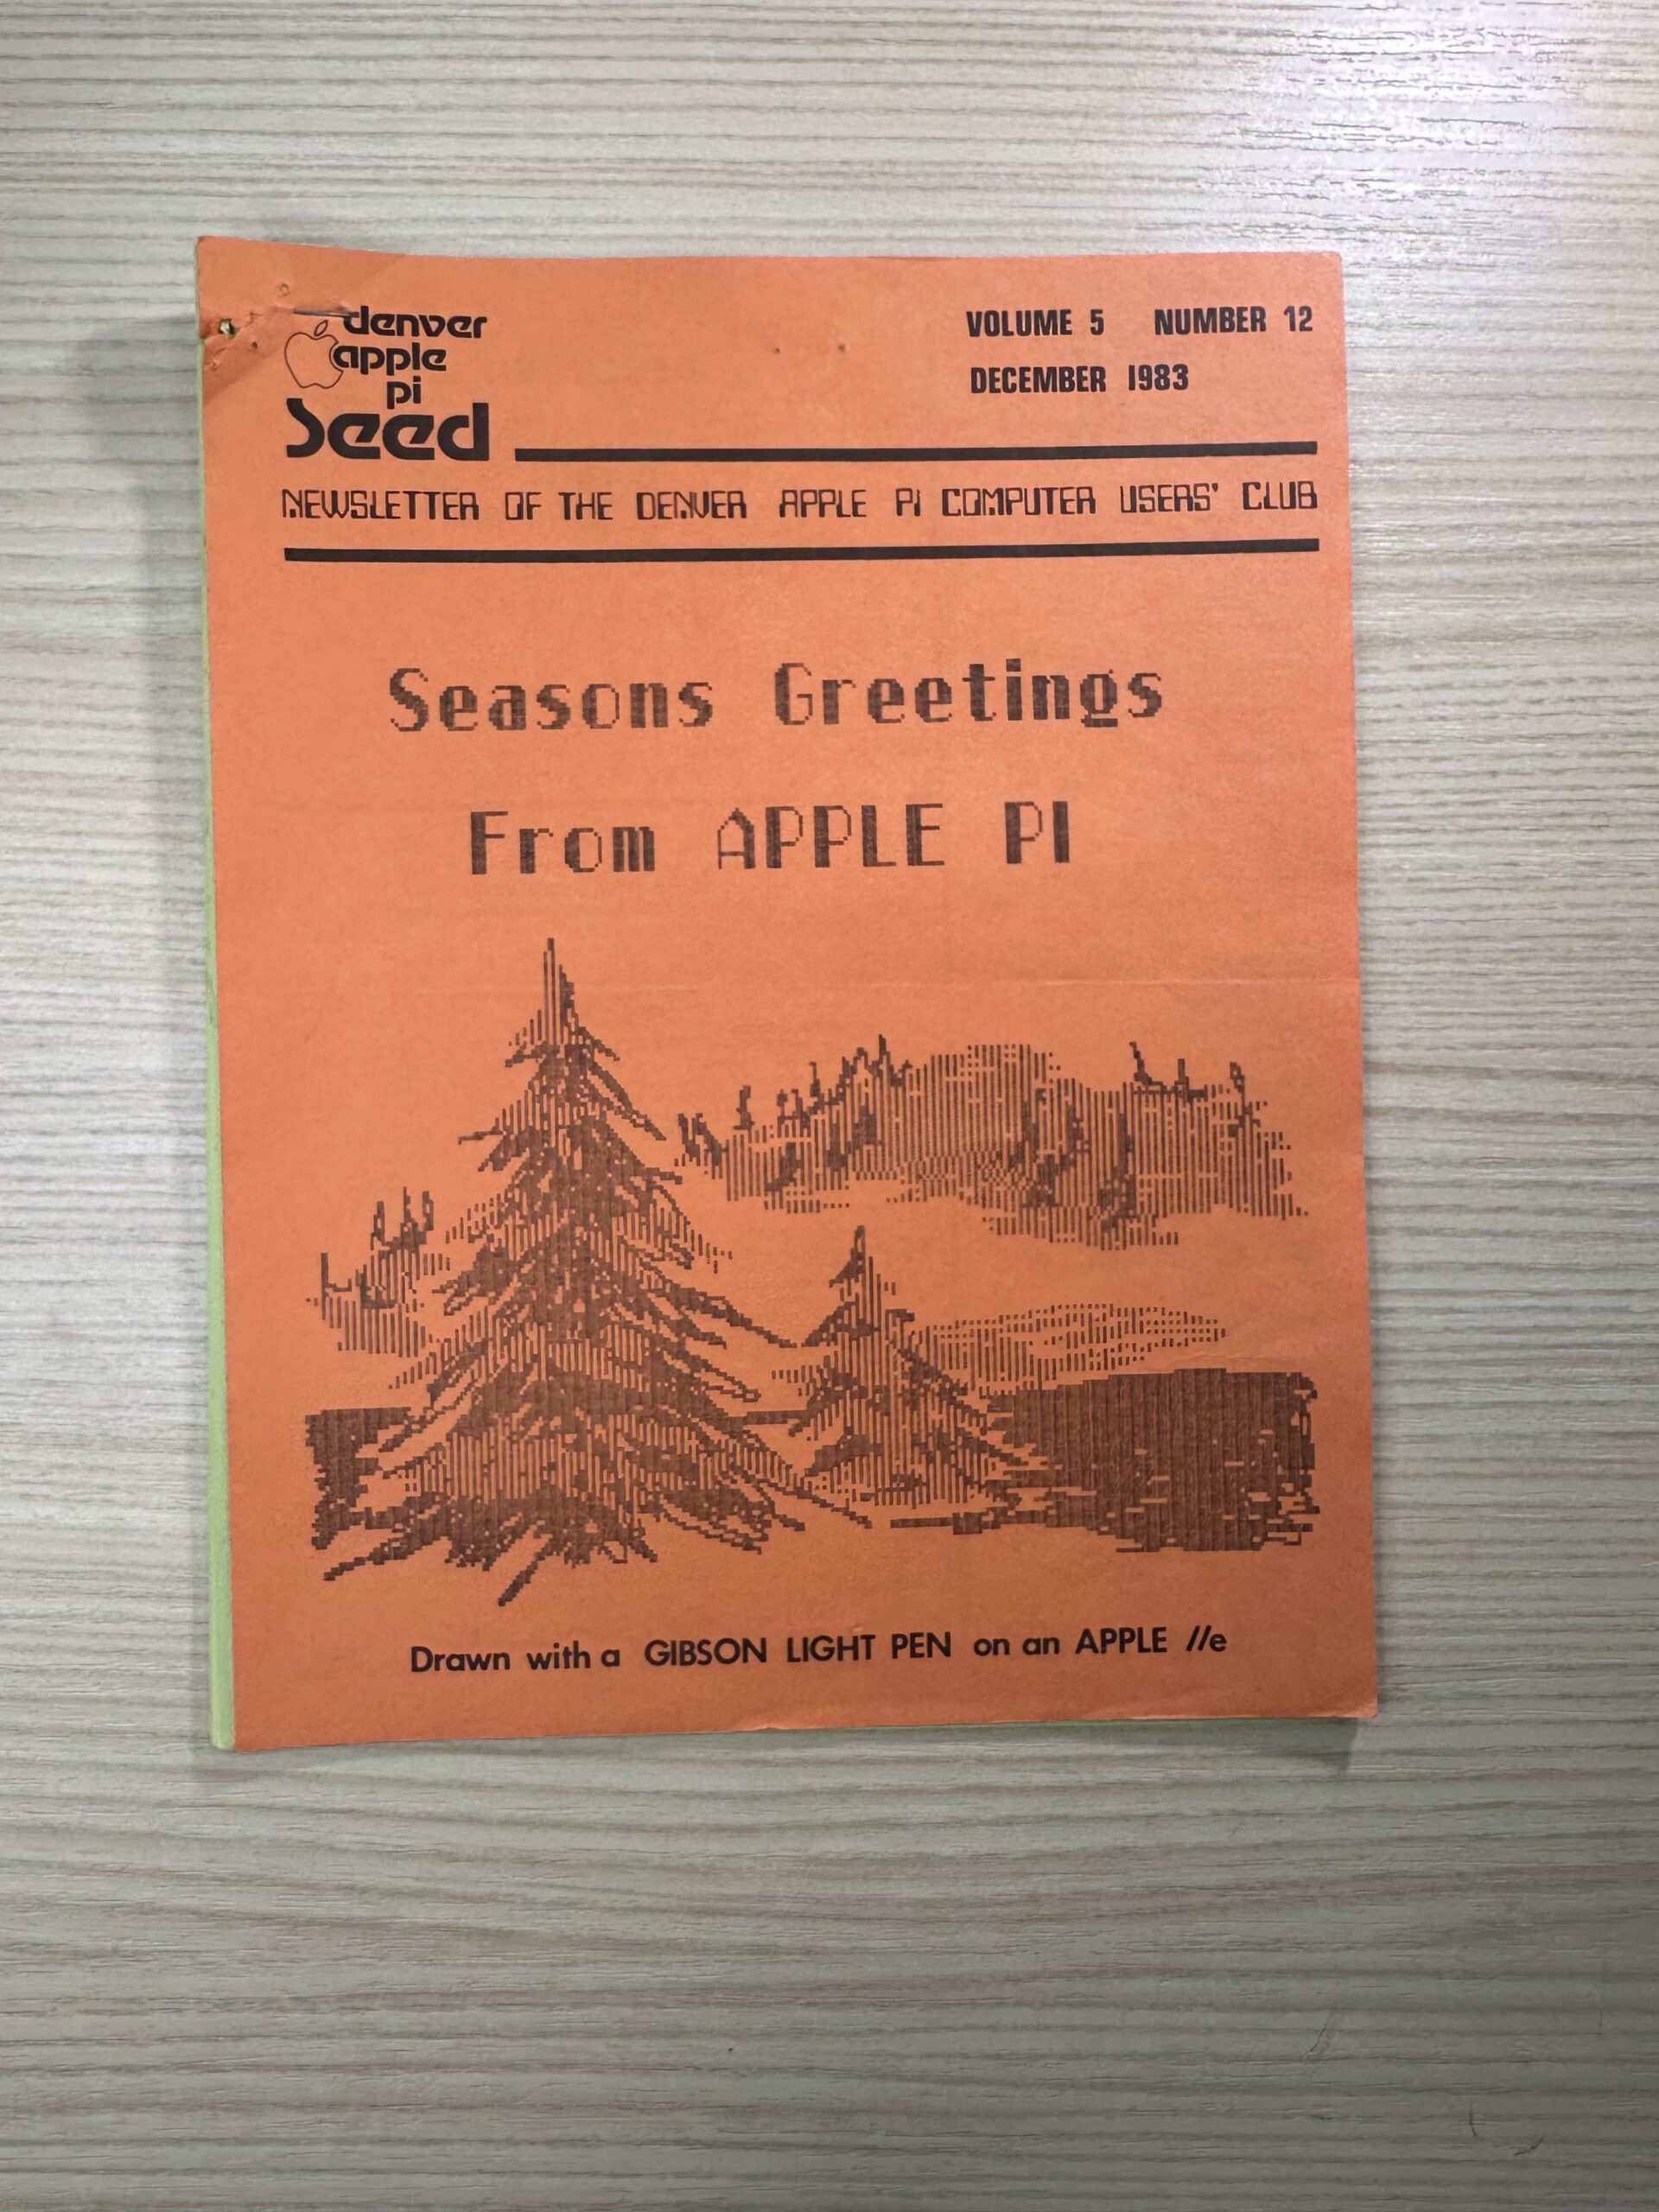 denver
apple
pi
Seed
VOLUME 5 NUMBER 12
DECEMBER 1983
NEWSLETTER OF THE DENVER APPLE PI COMPUTER USERS' CLUB
Seasons Greetings
From APPLE PI
Drawn with a GIBSON LIGHT PEN on an APPLE //e